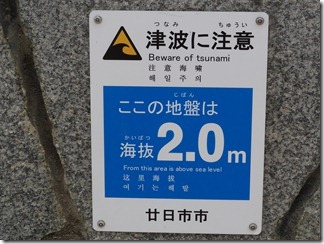 つなみ ちゅうい
津波に注意
Beware of tsunami
注意海嘯
해일주의
じばん
ここの地盤は
かいばつ
海抜2.0m
From this area is above sea level
这里海拔
여기는해발
廿日市市